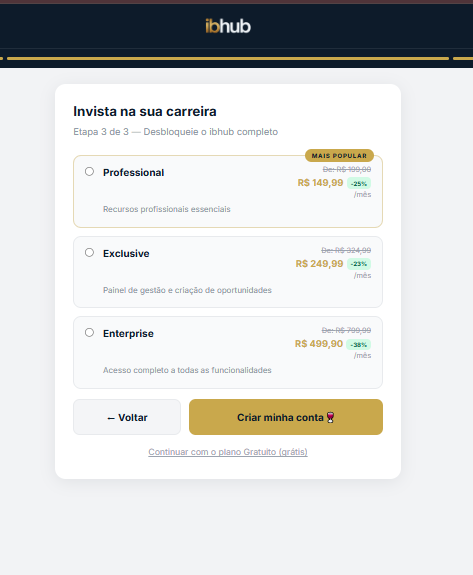 ibhub
Invista na sua carreira
Etapa 3 de 3 — Desbloqueie o ibhub completo
MAIS POPULAR
Professional
De: R$ 199,00
R$ 149,99 -25%
/mês
Recursos profissionais essenciais
Exclusive
De: R$ 324,99
R$ 249,99 -23%
/mês
Painel de gestão e criação de oportunidades
Enterprise
De: R$ 799,99
R$ 499,90 -38%
/mês
Acesso completo a todas as funcionalidades
← Voltar
Criar minha conta🍷
Continuar com o plano Gratuito (grátis)